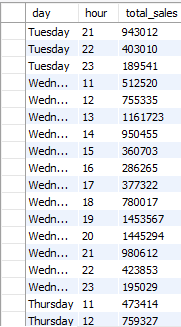 day hour total_sales
Tuesday 21 943012
Tuesday 22 403010
Tuesday 23 189541
Wedn... 11 512520
Wedn... 12 755335
Wedn... 13 1161723
Wedn... 14 950455
Wedn... 15 360703
Wedn... 16 286265
Wedn... 17 377322
Wedn... 18 780017
Wedn... 19 1453567
Wedn... 20 1445294
Wedn... 21 980612
Wedn... 22 423853
Wedn... 23 195029
Thursday 11 473414
Thursday 12 759327